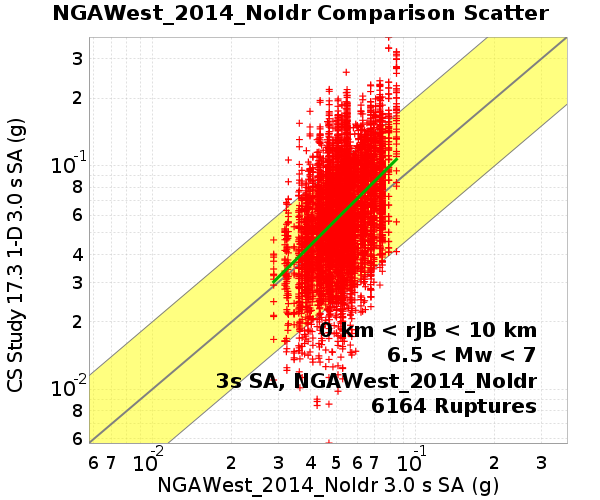 NGAWest_2014_NoIdr Comparison Scatter
CS Study 17.3 1-D 3.0 s SA (g)
3
2
10^-1
8
6
4
3
2
10^-2
8
6
0 km < rJB < 10 km
6.5 < Mw < 7
3s SA, NGAWest_2014_NoIdr
6164 Ruptures
6 7 10^-2 2 3 4 5 6 7 10^-1 2 3
NGAWest_2014_NoIdr 3.0 s SA (g)